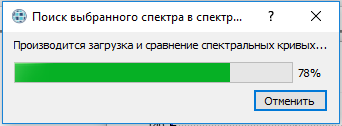 Поиск выбранного спектра в спектр...
Производится загрузка и сравнение спектральных кривых...
78%
Отменить